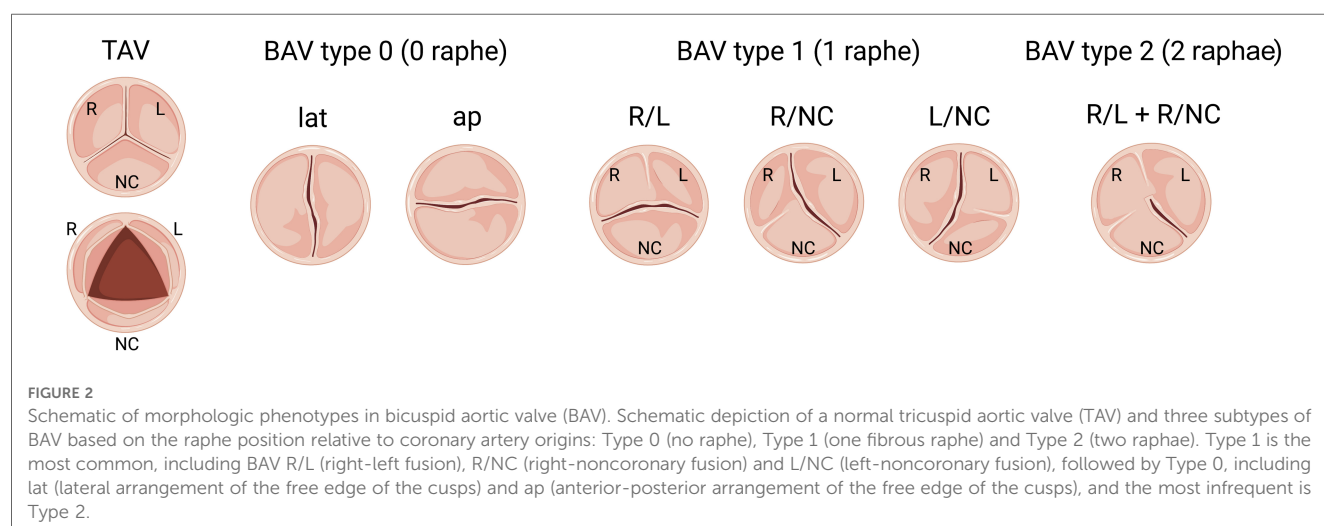 TAV
BAV type 0 (0 raphe)
BAV type 1 (1 raphe)
BAV type 2 (2 raphae)
R
L
NC
lat
ap
R/L
R/NC
L/NC
R/L + R/NC
R
L
NC
R
L
NC
R
L
NC
R
L
NC
R
L
NC
FIGURE 2
Schematic of morphologic phenotypes in bicuspid aortic valve (BAV). Schematic depiction of a normal tricuspid aortic valve (TAV) and three subtypes of
BAV based on the raphe position relative to coronary artery origins: Type 0 (no raphe), Type 1 (one fibrous raphe) and Type 2 (two raphae). Type 1 is the
most common, including BAV R/L (right-left fusion), R/NC (right-noncoronary fusion) and L/NC (left-noncoronary fusion), followed by Type 0, including
lat (lateral arrangement of the free edge of the cusps) and ap (anterior-posterior arrangement of the free edge of the cusps), and the most infrequent is
Type 2.